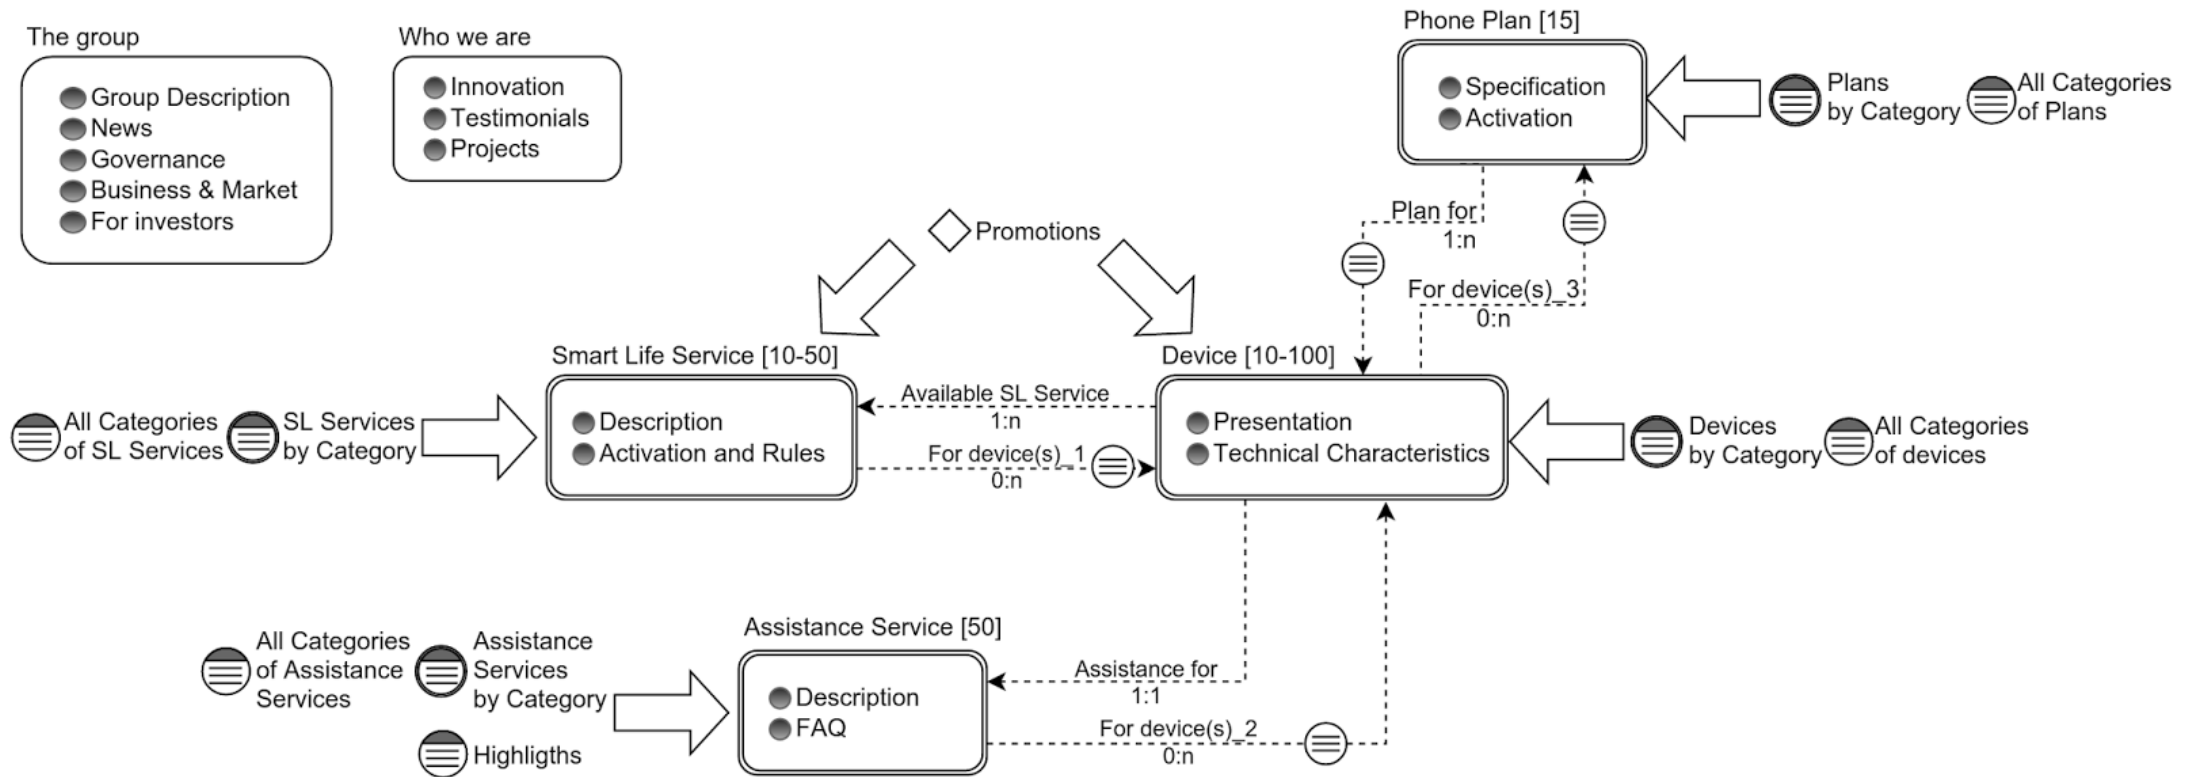 The group
Group Description
News
Governance
Business & Market
For investors
Who we are
Innovation
Testimonials
Projects
Phone Plan [15]
Specification
Activation
Plans
by Category
All Categories
of Plans
Plan for
1:n
For device(s)_3
0:n
Promotions
Smart Life Service [10-50]
Description
Activation and Rules
All Categories
of SL Services
SL Services
by Category
Available SL Service
1:n
For device(s)_1
0:n
Device [10-100]
Presentation
Technical Characteristics
Devices
by Category
All Categories
of devices
Assistance Service [50]
Description
FAQ
All Categories
of Assistance
Services
Assistance
Services
by Category
Highligths
Assistance for
1:1
For device(s)_2
0:n